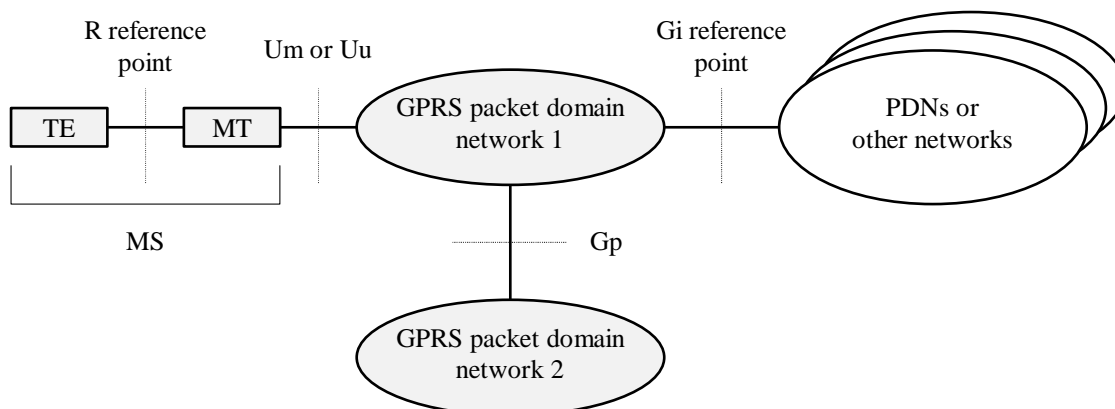 R reference
point
Um or Uu
Gi reference
point
TE
MT
GPRS packet domain
network 1
PDNs or
other networks
MS
Gp
GPRS packet domain
network 2